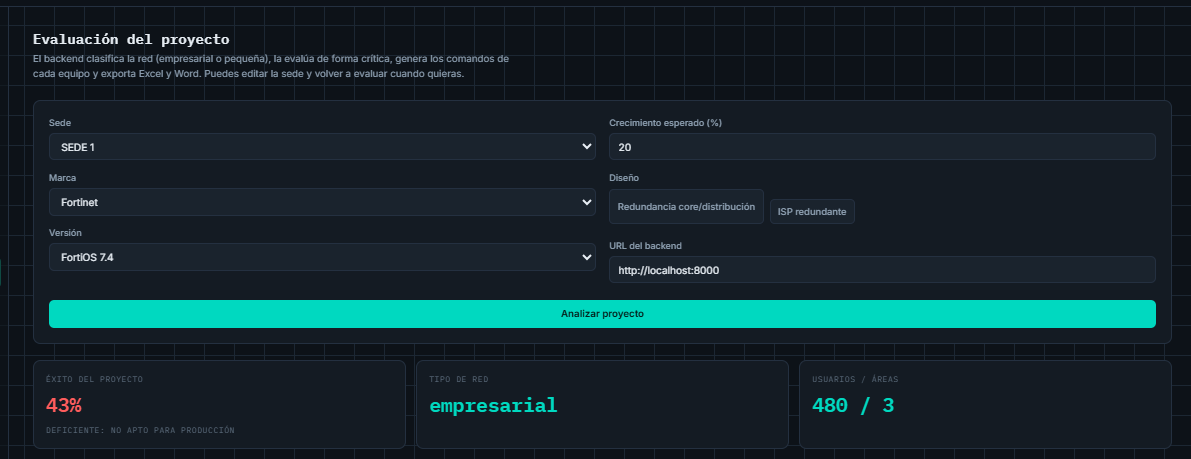 Evaluación del proyecto
El backend clasifica la red (empresarial o pequeña), la evalúa de forma crítica, genera los comandos de
cada equipo y exporta Excel y Word. Puedes editar la sede y volver a evaluar cuando quieras.
Sede
SEDE 1
Crecimiento esperado (%)
20
Marca
Fortinet
Diseño
Redundancia core/distribución
ISP redundante
Versión
FortiOS 7.4
URL del backend
http://localhost:8000
Analizar proyecto
ÉXITO DEL PROYECTO
43%
DEFICIENTE: NO APTO PARA PRODUCCIÓN
TIPO DE RED
empresarial
USUARIOS / ÁREAS
480 / 3